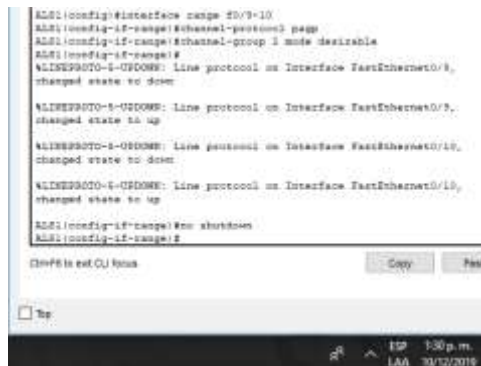 ALS1(config)#interface range f0/9-10
ALS1(config-if-range)#channel-protocol pagp
ALS1(config-if-range)#channel-group 1 mode desirable
ALS1(config-if-range)#
%LINEPROTO-5-UPDOWN: Line protocol on Interface FastEthernet0/9,
changed state to down
%LINEPROTO-5-UPDOWN: Line protocol on Interface FastEthernet0/9,
changed state to up
%LINEPROTO-5-UPDOWN: Line protocol on Interface FastEthernet0/10,
changed state to down
%LINEPROTO-5-UPDOWN: Line protocol on Interface FastEthernet0/10,
changed state to up
ALS1(config-if-range)#no shutdown
ALS1(config-if-range)#
Ctrl+F6 to exit CLI focus
Copy
Top
ESP 1:30 p. m.
LAA 10/12/2019